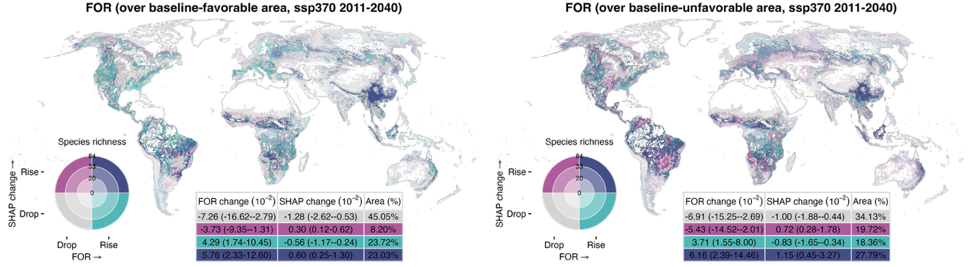 FOR (over baseline-favorable area, ssp370 2011-2040)
Species richness
84
38
20
0
SHAP change →
Rise
Drop
Drop
Rise
FOR →
FOR change (10⁻²) SHAP change (10⁻²) Area (%)
-7.26 (-16.62--2.79) -1.28 (-2.62--0.53) 45.05%
-3.73 (-9.35--1.31) 0.30 (0.12-0.62) 8.20%
4.29 (1.74-10.45) -0.56 (-1.17--0.24) 23.72%
5.76 (2.33-12.60) 0.60 (0.25-1.30) 23.03%
FOR (over baseline-unfavorable area, ssp370 2011-2040)
Species richness
84
38
20
0
SHAP change →
Rise
Drop
Drop
Rise
FOR →
FOR change (10⁻²) SHAP change (10⁻²) Area (%)
-6.91 (-15.25--2.69) -1.00 (-1.88--0.44) 34.13%
-5.43 (-14.52--2.01) 0.72 (0.28-1.78) 19.72%
3.71 (1.55-8.00) -0.83 (-1.65--0.34) 18.36%
6.16 (2.39-14.46) 1.15 (0.45-3.27) 27.79%